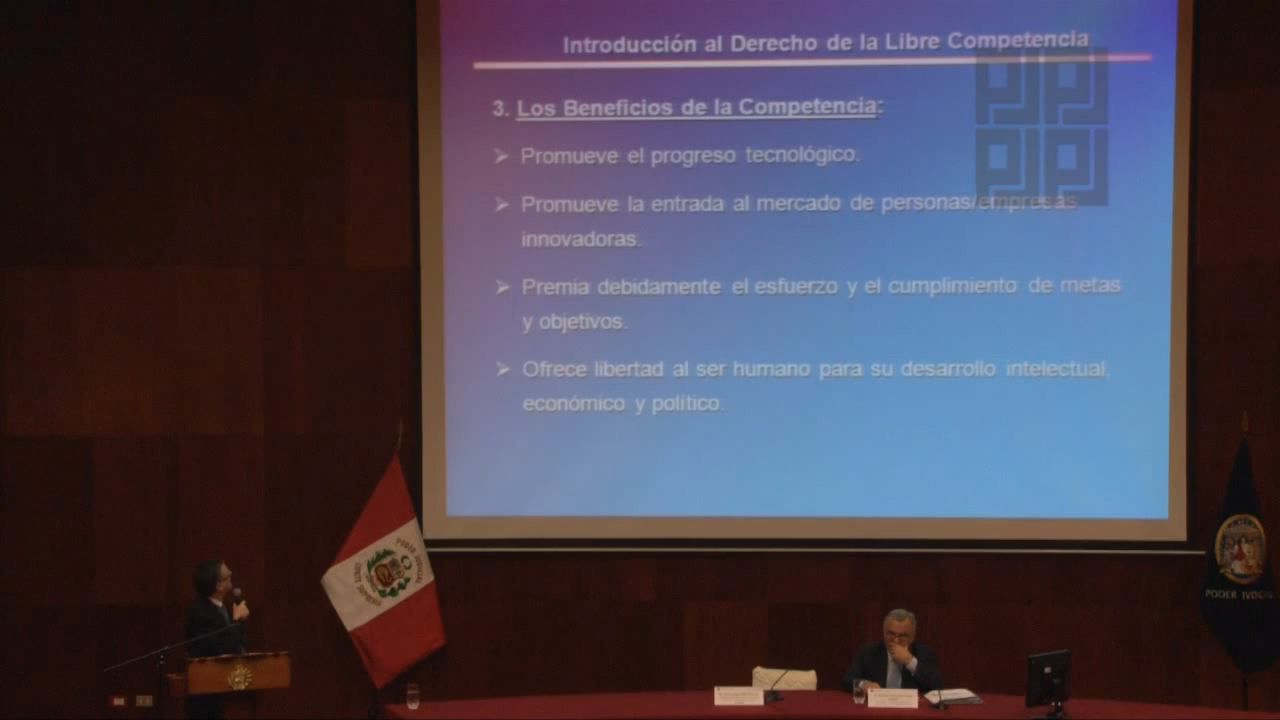 Introducción al Derecho de la Libre Competencia
3. Los Beneficios de la Competencia:
➢ Promueve el progreso tecnológico.
➢ Promueve la entrada al mercado de personas/empresas
innovadoras.
➢ Premia debidamente el esfuerzo y el cumplimiento de metas
y objetivos.
➢ Ofrece libertad al ser humano para su desarrollo intelectual,
económico y político.
PODER